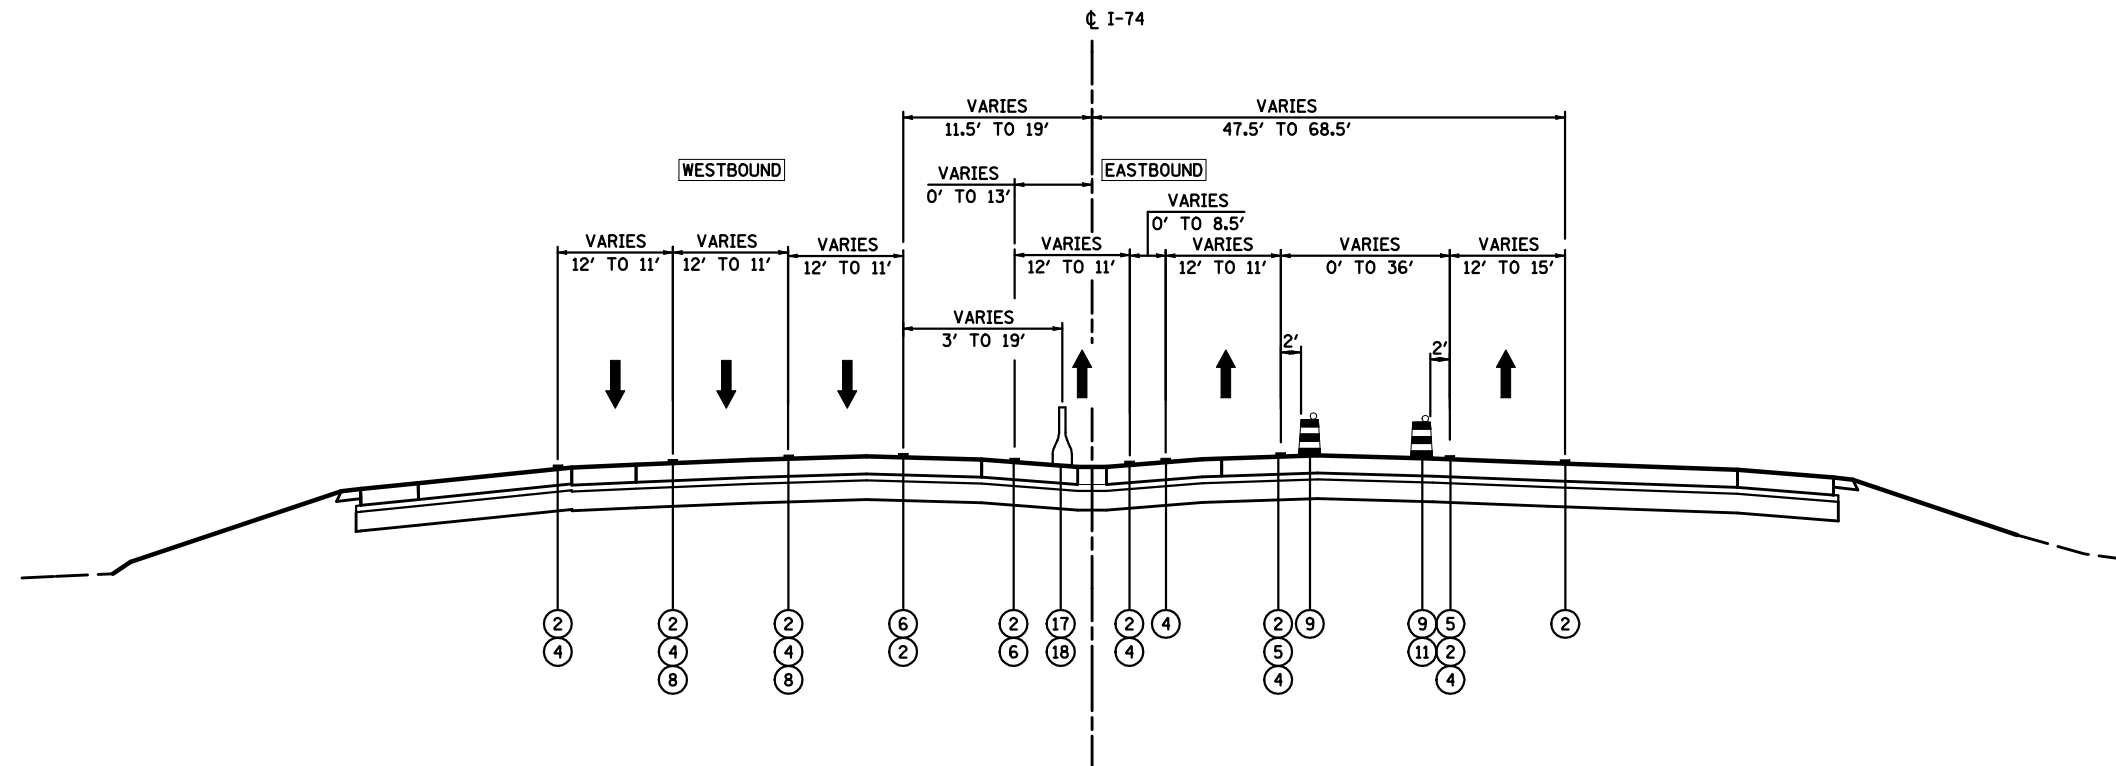 ℄ I-74
VARIES
11.5' TO 19'
VARIES
47.5' TO 68.5'
WESTBOUND
EASTBOUND
VARIES
0' TO 13'
VARIES
0' TO 8.5'
VARIES
12' TO 11'
VARIES
12' TO 11'
VARIES
12' TO 11'
VARIES
12' TO 11'
VARIES
12' TO 11'
VARIES
0' TO 36'
VARIES
12' TO 15'
VARIES
3' TO 19'
2'
2'
2 2 2 6 2 17 2 4 2 9 9 5 2
4 4 4 2 6 18 4 5 11 2
8 8 4 4